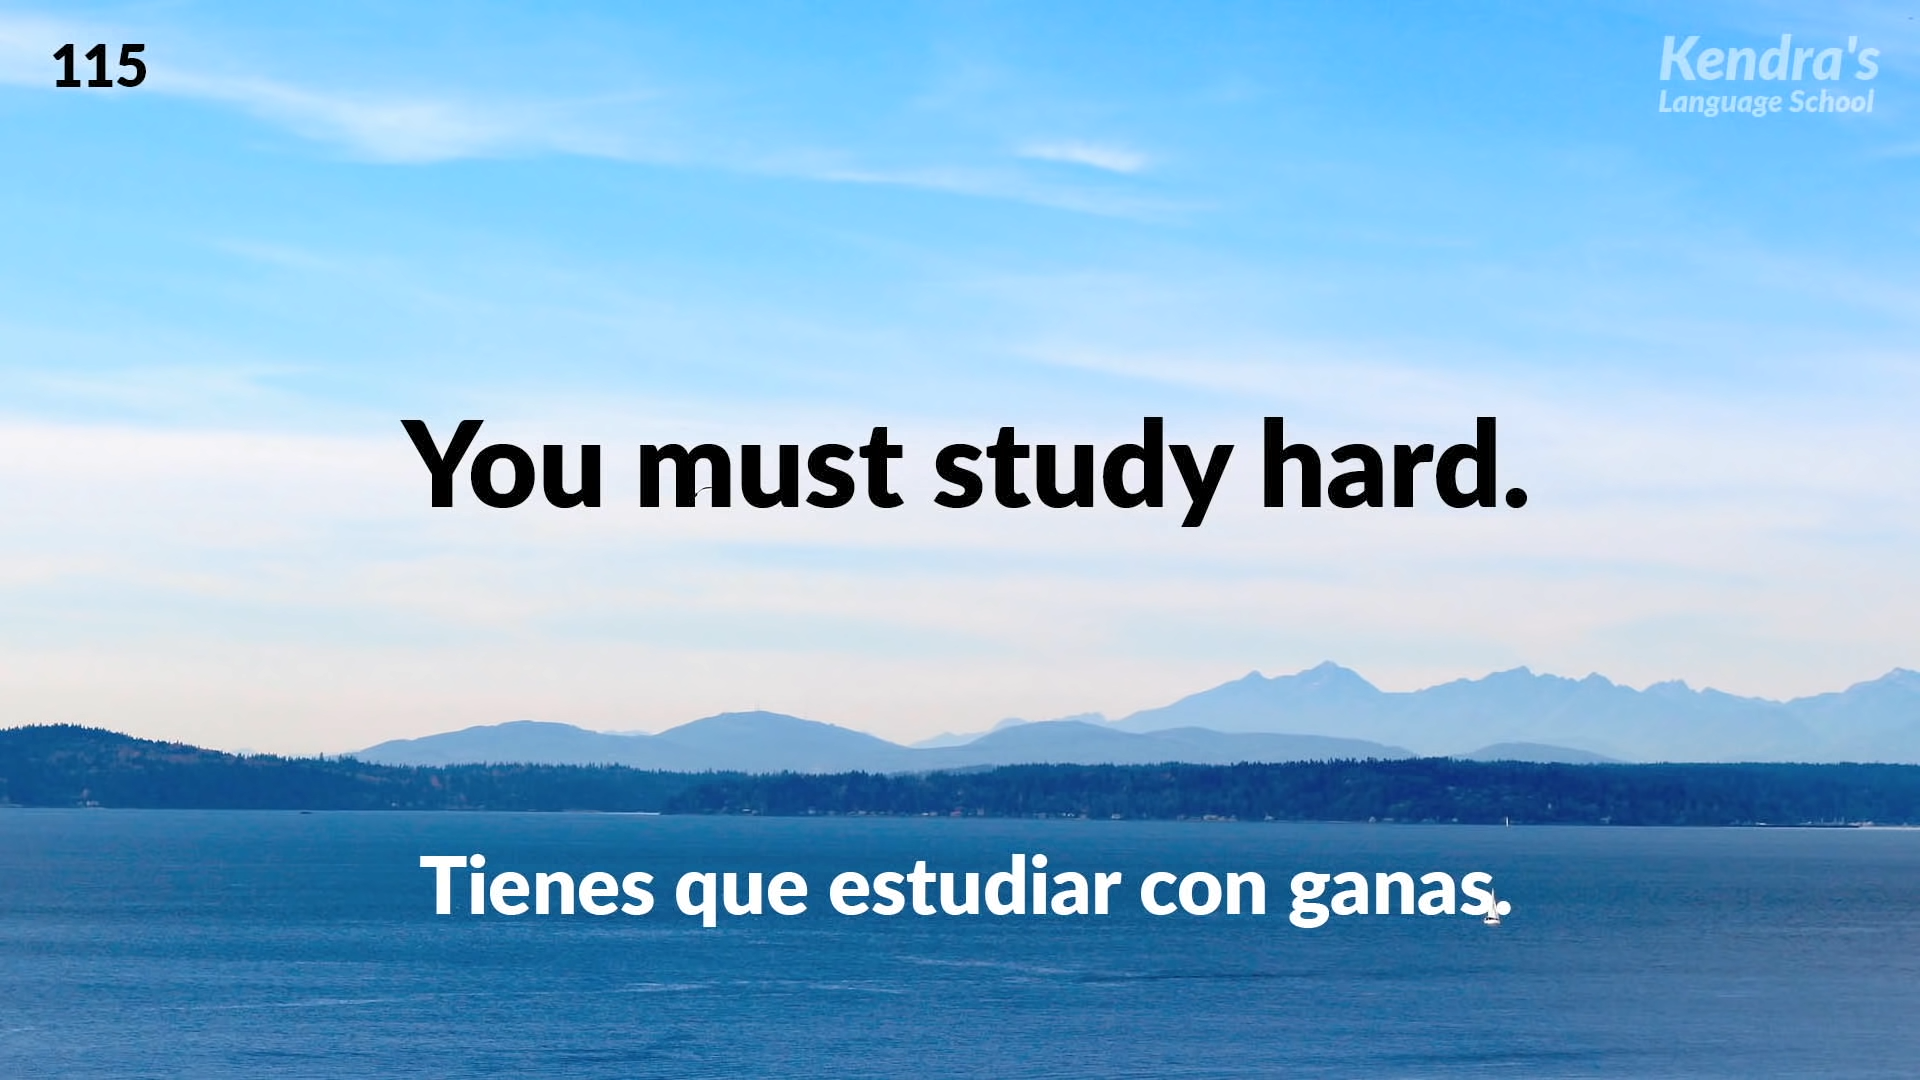 115
Kendra's
Language School
You must study hard.
Tienes que estudiar con ganas.